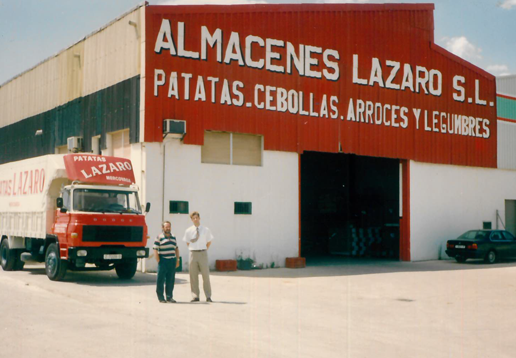 ALMACENES LAZARO S.L.
PATATAS.CEBOLLAS.ARROCES Y LEGUMBRES
PATATAS
LAZARO
LAZARO